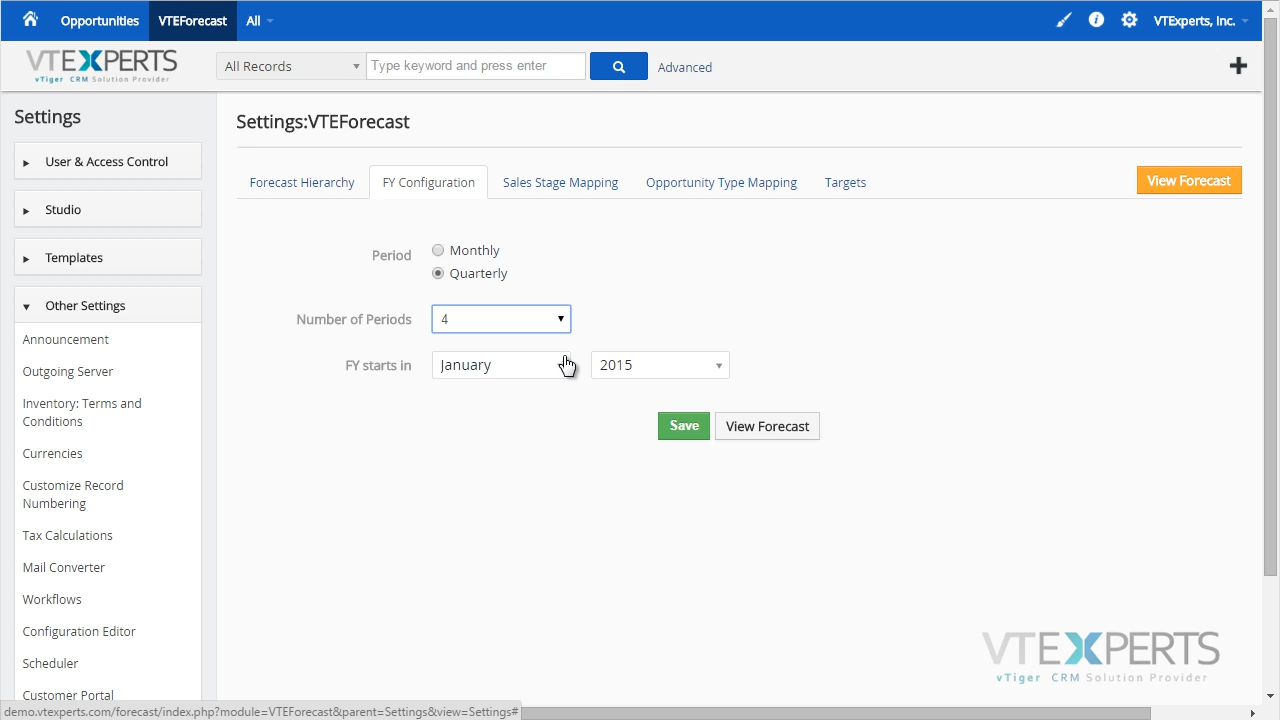 Opportunities VTEForecast All VTExperts, Inc.
VTEXPERTS
vTiger CRM Solution Provider
All Records Type keyword and press enter Advanced
Settings
Settings:VTEForecast
User & Access Control
Studio
Templates
Other Settings
Announcement
Outgoing Server
Inventory: Terms and
Conditions
Currencies
Customize Record
Numbering
Tax Calculations
Mail Converter
Workflows
Configuration Editor
Scheduler
Customer Portal
Forecast Hierarchy FY Configuration Sales Stage Mapping Opportunity Type Mapping Targets View Forecast
Period Monthly
Quarterly
Number of Periods 4
FY starts in January 2015
Save View Forecast
VTEXPERTS
vTiger CRM Solution Provider
demo.vtexperts.com/forecast/index.php?module=VTEForecast&parent=Settings&view=Settings#